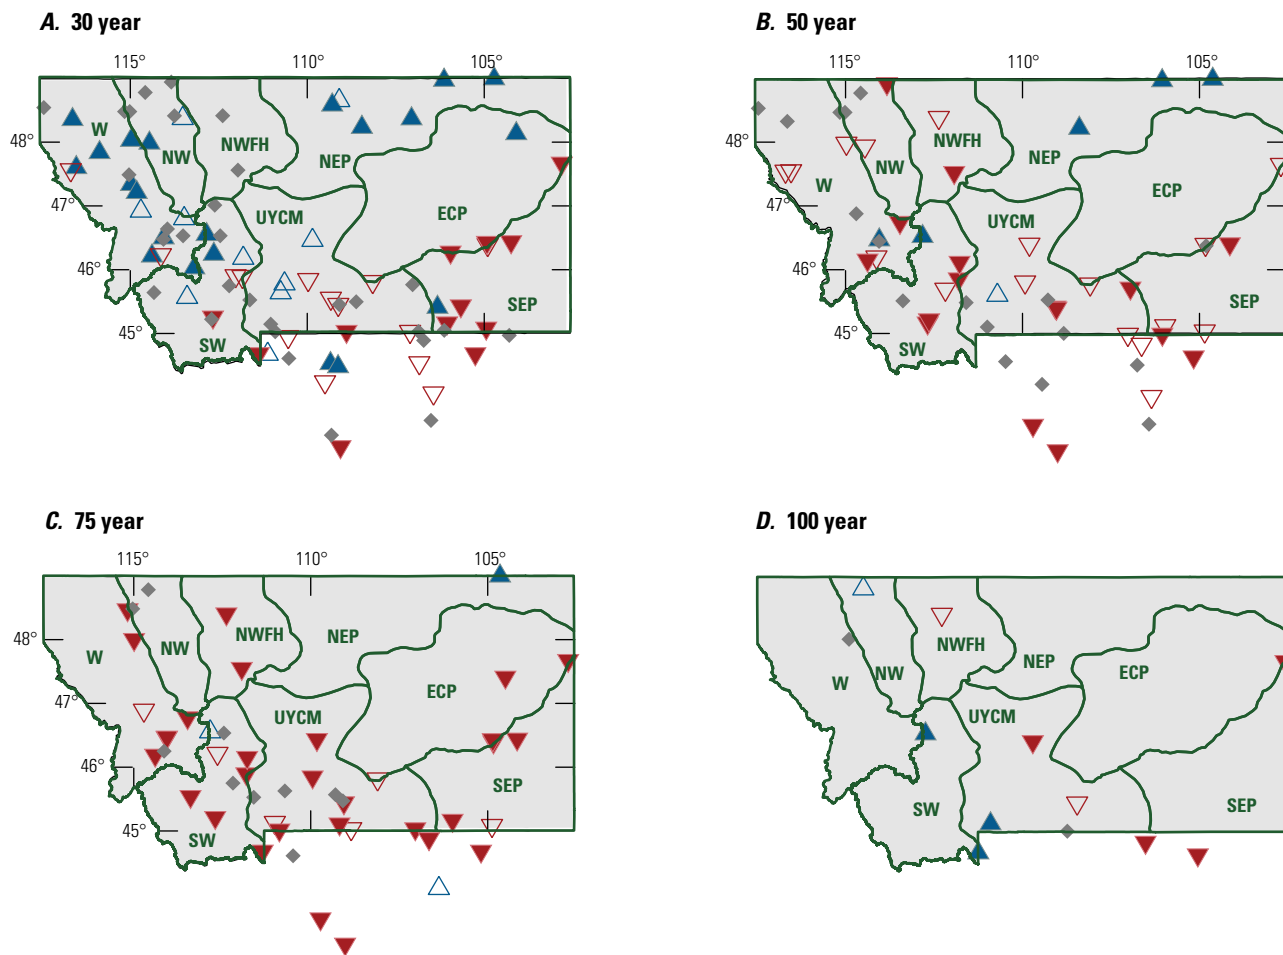 A. 30 year
115° 110° 105°
48°
47°
46°
45°
W
NW
NWFH
NEP
UYCM
ECP
SEP
SW
B. 50 year
115° 110° 105°
48°
47°
46°
45°
W
NW
NWFH
NEP
UYCM
ECP
SEP
SW
C. 75 year
115° 110° 105°
48°
47°
46°
45°
W
NW
NWFH
NEP
UYCM
ECP
SEP
SW
D. 100 year
W
NW
NWFH
NEP
UYCM
ECP
SEP
SW